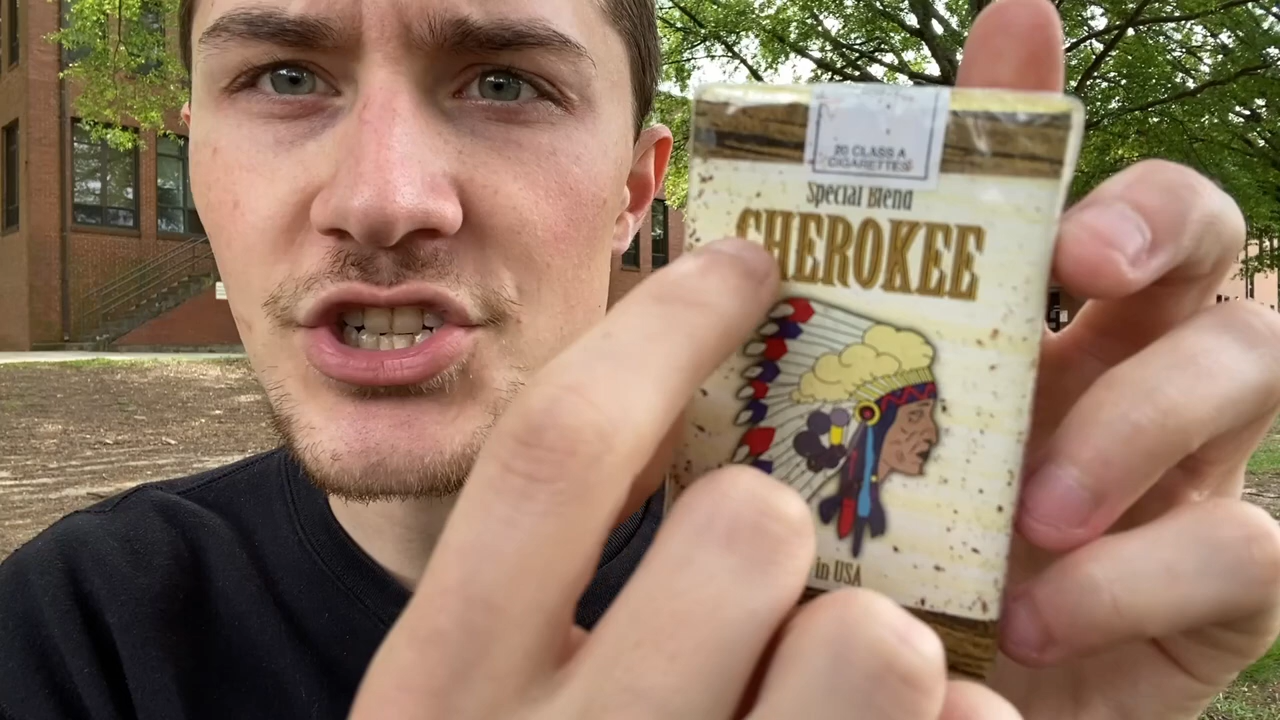 20 CLASS A
CIGARETTES
Special Blend
CHEROKEE
in USA